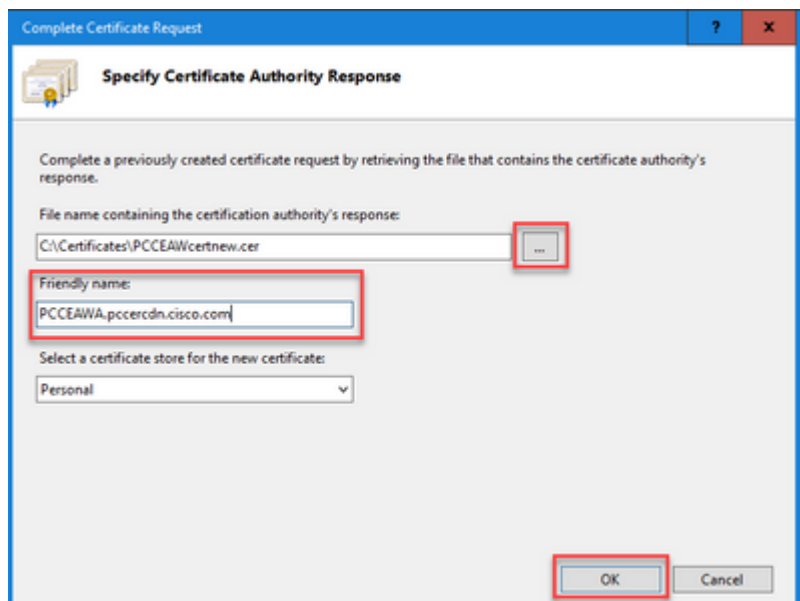 Complete Certificate Request
?
x
Specify Certificate Authority Response
Complete a previously created certificate request by retrieving the file that contains the certificate authority's
response.
File name containing the certification authority's response:
C:\Certificates\PCCEAWcertnew.cer
...
Friendly name:
PCCEAWA.pccercdn.cisco.com
Select a certificate store for the new certificate:
Personal
OK
Cancel